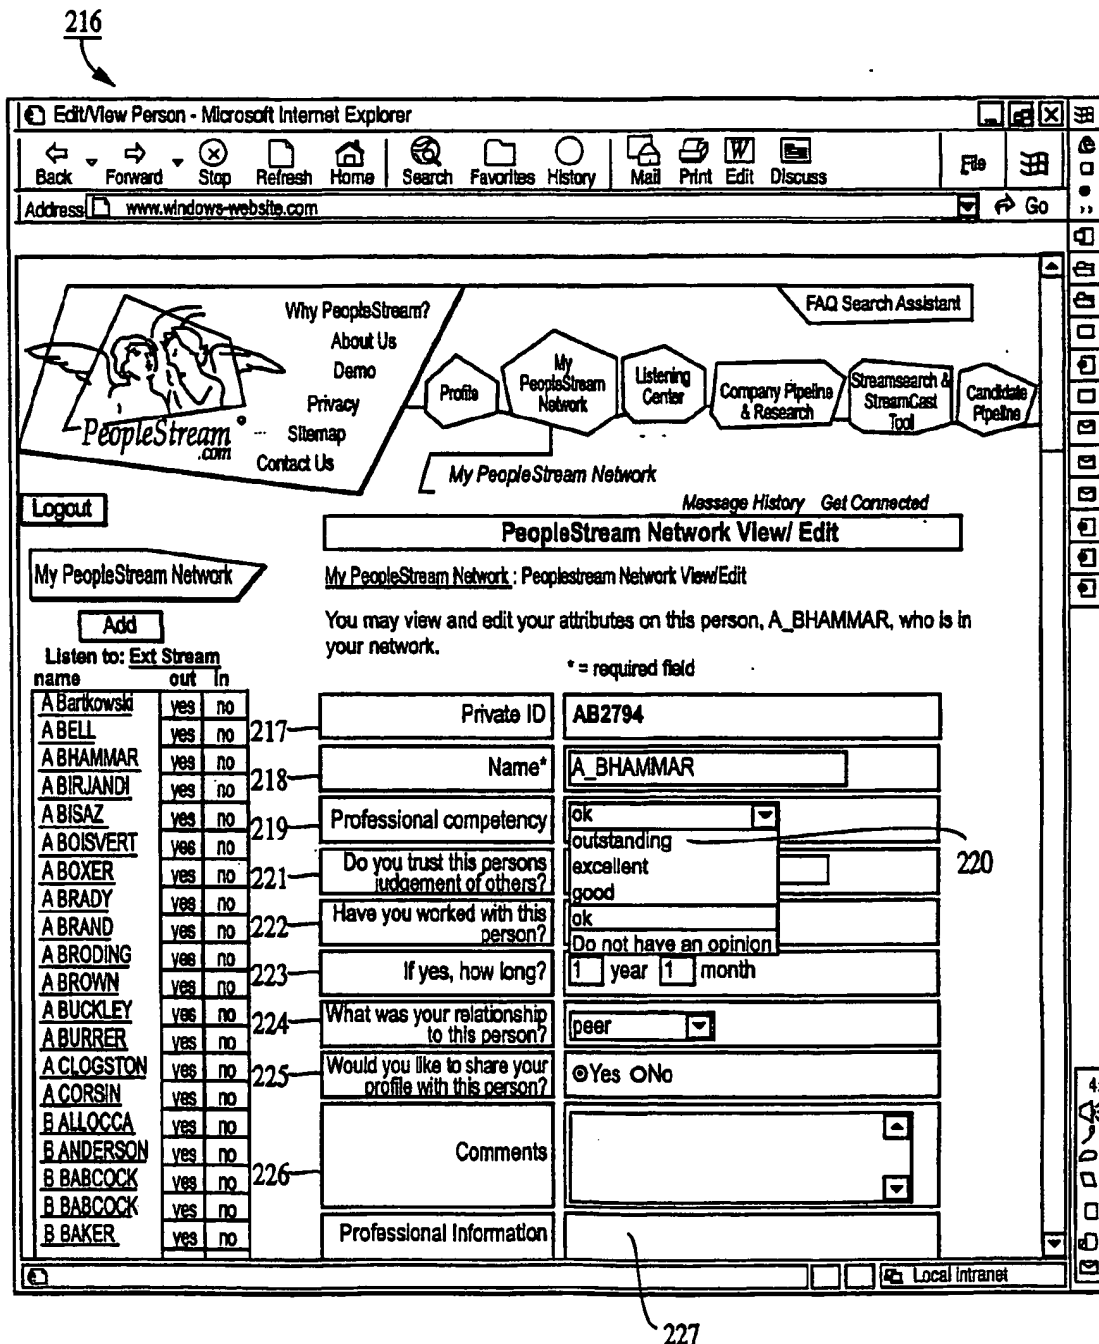 216
Edit/View Person - Microsoft Internet Explorer
Back Forward Stop Refresh Home Search Favorites History Mail Print Edit Discuss File
Address www.windows-website.com Go
Why PeopleStream?
About Us
Demo
Privacy
Sitemap
Contact Us
PeopleStream
.com
FAQ Search Assistant
Profile
My PeopleStream Network
Listening Center
Company Pipeline & Research
Streamsearch & StreamCast Tool
Candidate Pipeline
My PeopleStream Network
Message History Get Connected
Logout
PeopleStream Network View/ Edit
My PeopleStream Network
My PeopleStream Network : Peoplestream Network View/Edit
Add
You may view and edit your attributes on this person, A_BHAMMAR, who is in
your network.
Listen to: Ext Stream
* = required field
name out in
A Bartkowski yes no
A BELL yes no
A BHAMMAR yes no
A BIRJANDI yes no
A BISAZ yes no
A BOISVERT yes no
A BOXER yes no
A BRADY yes no
A BRAND yes no
A BRODING yes no
A BROWN yes no
A BUCKLEY yes no
A BURRER yes no
A CLOGSTON yes no
A CORSIN yes no
B ALLOCCA yes no
B ANDERSON yes no
B BABCOCK yes no
B BABCOCK yes no
B BAKER yes no
217 Private ID AB2794
218 Name* A_BHAMMAR
219 Professional competency ok
outstanding
excellent
good
ok
Do not have an opinion
220
221 Do you trust this persons
judgement of others?
222 Have you worked with this
person?
223 If yes, how long? 1 year 1 month
224 What was your relationship
to this person? peer
225 Would you like to share your
profile with this person? Yes No
226 Comments
Professional Information
227
Local intranet